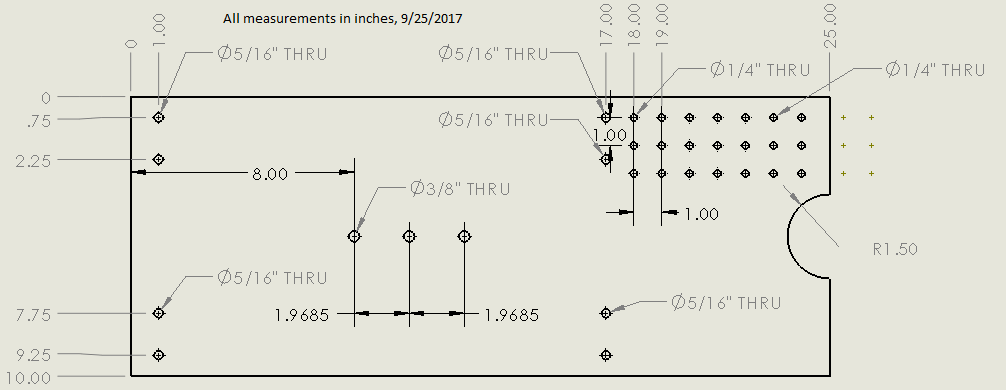 All measurements in inches, 9/25/2017
0
1.00
17.00
18.00
19.00
25.00
Ø5/16" THRU
Ø5/16" THRU
Ø1/4" THRU
Ø1/4" THRU
0
.75
Ø5/16" THRU
1.00
2.25
8.00
Ø3/8" THRU
1.00
R1.50
Ø5/16" THRU
Ø5/16" THRU
7.75
1.9685
1.9685
9.25
10.00